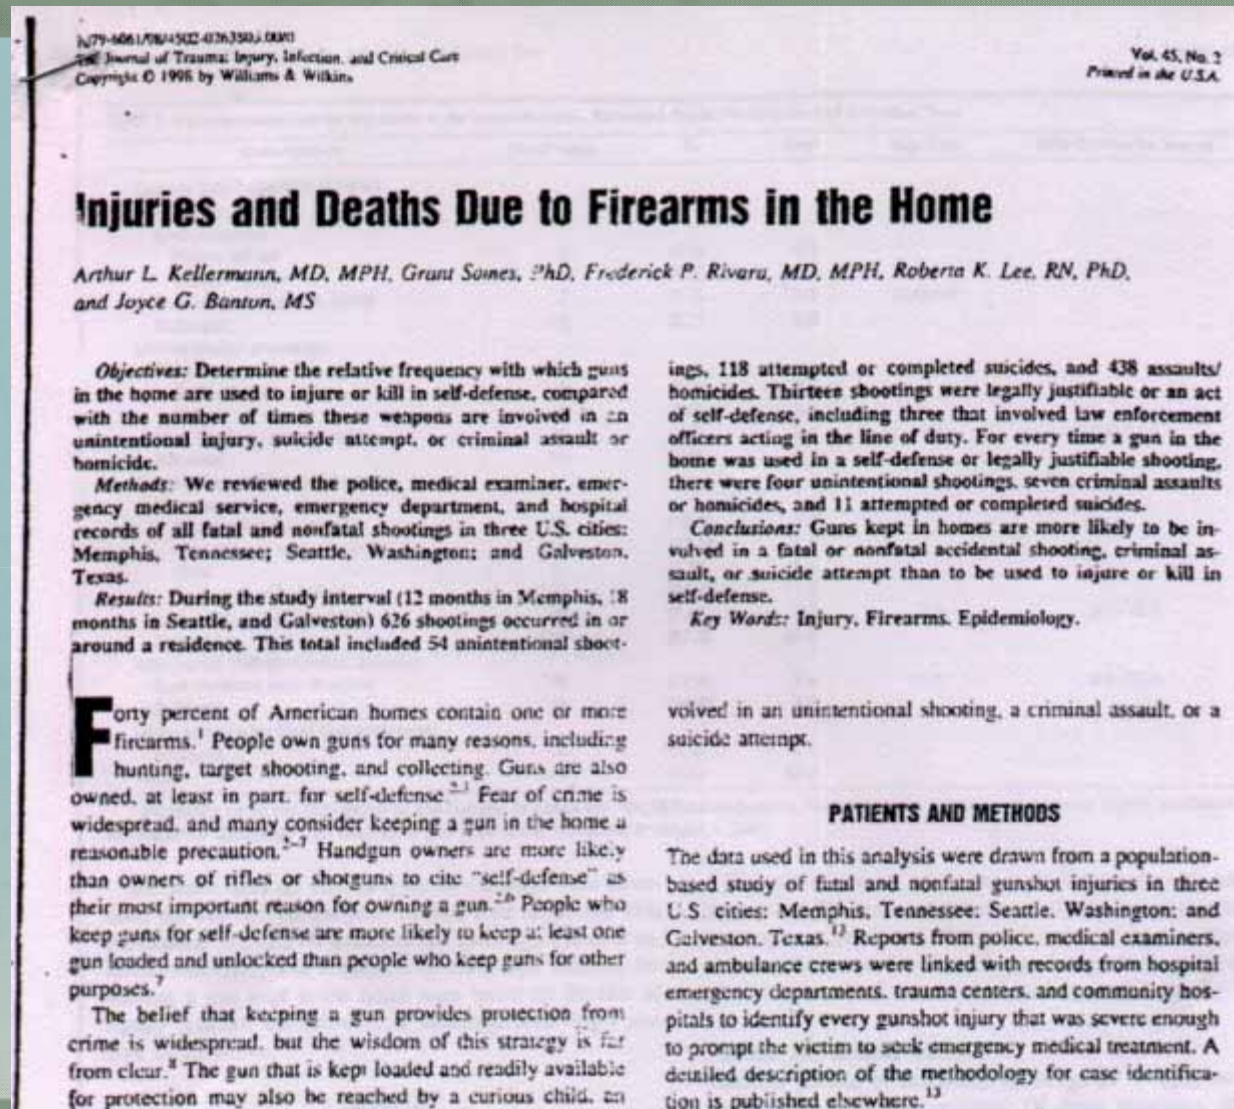 The Journal of Trauma: Injury, Infection, and Critical Care
Copyright © 1998 by Williams & Wilkins
Vol. 45, No. 2
Printed in the U.S.A.
Injuries and Deaths Due to Firearms in the Home
Arthur L. Kellermann, MD, MPH, Grant Somes, PhD, Frederick P. Rivara, MD, MPH, Roberta K. Lee, RN, PhD,
and Joyce G. Banton, MS
Objectives: Determine the relative frequency with which guns
in the home are used to injure or kill in self-defense, compared
with the number of times these weapons are involved in an
unintentional injury, suicide attempt, or criminal assault or
homicide.
Methods: We reviewed the police, medical examiner, emer-
gency medical service, emergency department, and hospital
records of all fatal and nonfatal shootings in three U.S. cities:
Memphis, Tennessee; Seattle, Washington; and Galveston,
Texas.
Results: During the study interval (12 months in Memphis, 18
months in Seattle, and Galveston) 626 shootings occurred in or
around a residence. This total included 54 unintentional shoot-
ings, 118 attempted or completed suicides, and 438 assaults/
homicides. Thirteen shootings were legally justifiable or an act
of self-defense, including three that involved law enforcement
officers acting in the line of duty. For every time a gun in the
home was used in a self-defense or legally justifiable shooting,
there were four unintentional shootings, seven criminal assaults
or homicides, and 11 attempted or completed suicides.
Conclusions: Guns kept in homes are more likely to be in-
volved in a fatal or nonfatal accidental shooting, criminal as-
sault, or suicide attempt than to be used to injure or kill in
self-defense.
Key Words: Injury, Firearms, Epidemiology.
Forty percent of American homes contain one or more
firearms.1 People own guns for many reasons, including
hunting, target shooting, and collecting. Guns are also
owned, at least in part, for self-defense Fear of crime is
widespread, and many consider keeping a gun in the home a
reasonable precaution. Handgun owners are more likely
than owners of rifles or shotguns to cite "self-defense" as
their most important reason for owning a gun. People who
keep guns for self-defense are more likely to keep at least one
gun loaded and unlocked than people who keep guns for other
purposes.7
The belief that keeping a gun provides protection from
crime is widespread, but the wisdom of this strategy is far
from clear.8 The gun that is kept loaded and readily available
for protection may also be reached by a curious child, an
volved in an unintentional shooting, a criminal assault, or a
suicide attempt.
PATIENTS AND METHODS
The data used in this analysis were drawn from a population-
based study of fatal and nonfatal gunshot injuries in three
U.S. cities: Memphis, Tennessee; Seattle, Washington; and
Galveston, Texas.13 Reports from police, medical examiners,
and ambulance crews were linked with records from hospital
emergency departments, trauma centers, and community hos-
pitals to identify every gunshot injury that was severe enough
to prompt the victim to seek emergency medical treatment. A
detailed description of the methodology for case identifica-
tion is published elsewhere.13